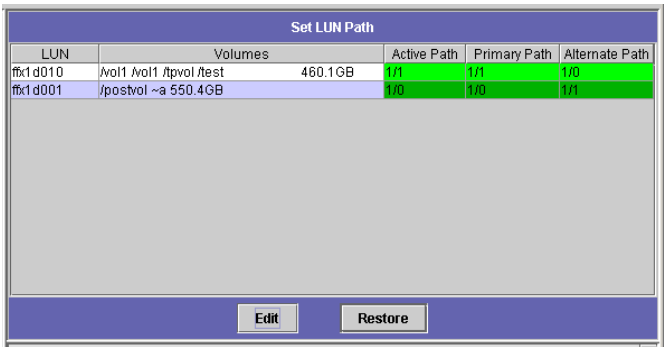 Set LUN Path
LUN Volumes Active Path Primary Path Alternate Path
ffx1d010 /vol1 /vol1 /tpvol /test 460.1GB 1/1 1/1 1/0
ffx1d001 /postvol ~a 550.4GB 1/0 1/0 1/1
Edit Restore